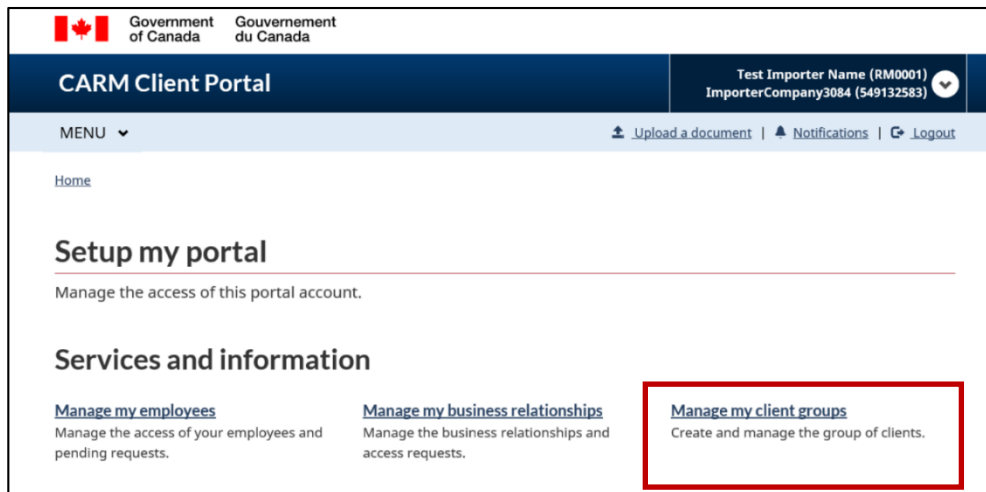 Government Gouvernement
of Canada du Canada
CARM Client Portal
Test Importer Name (RM0001)
ImporterCompany3084 (549132583)
MENU
Upload a document | Notifications | Logout
Home
Setup my portal
Manage the access of this portal account.
Services and information
Manage my employees
Manage the access of your employees and
pending requests.
Manage my business relationships
Manage the business relationships and
access requests.
Manage my client groups
Create and manage the group of clients.